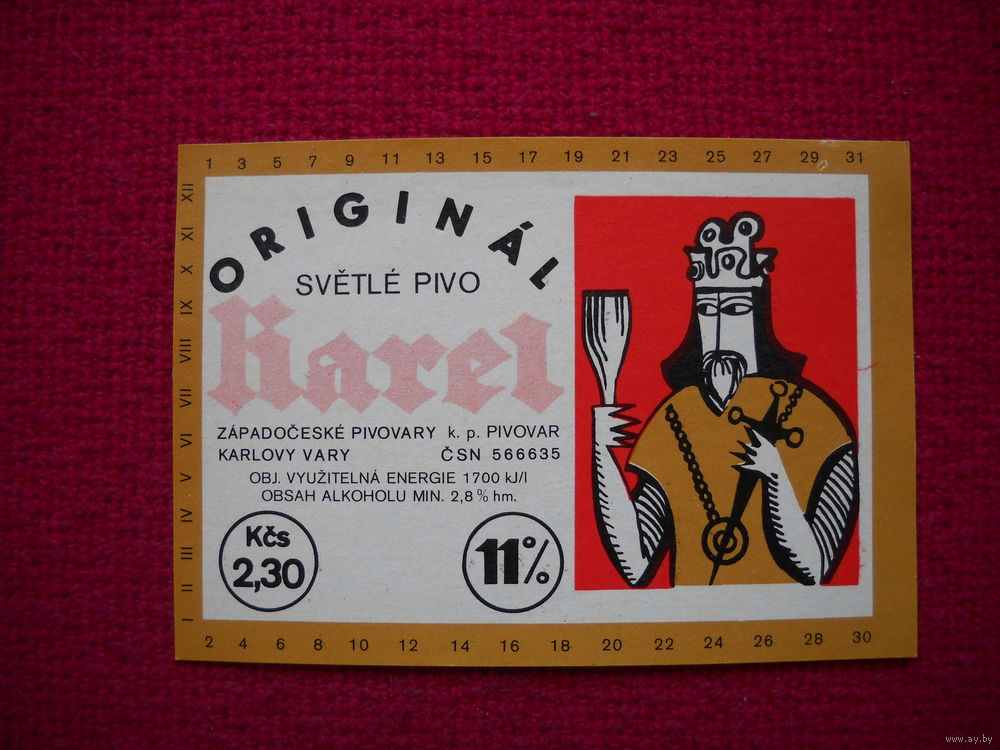 1 3 5 7 9 11 13 15 17 19 21 23 25 27 29 31
I II III IV V VI VII VIII IX X XI XII
ORIGINÁL
SVĚTLÉ PIVO
Karel
ZÁPADOČESKÉ PIVOVARY k. p. PIVOVAR
KARLOVY VARY ČSN 566635
OBJ. VYUŽITELNÁ ENERGIE 1700 kJ/l
OBSAH ALKOHOLU MIN. 2,8 % hm.
Kčs
2,30
11%
2 4 6 8 10 12 14 16 18 20 22 24 26 28 30
www.ay.by